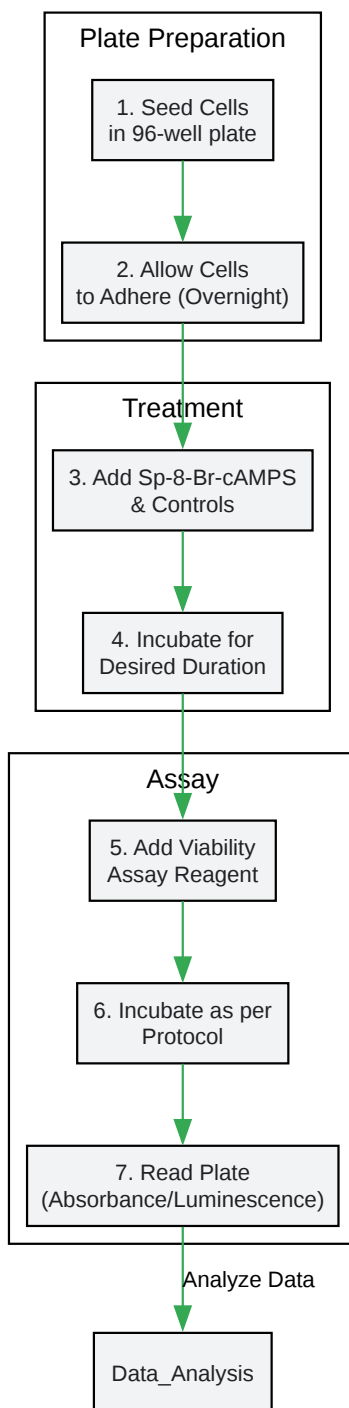 Plate Preparation
1. Seed Cells
in 96-well plate
2. Allow Cells
to Adhere (Overnight)
Treatment
3. Add Sp-8-Br-cAMPS
& Controls
4. Incubate for
Desired Duration
Assay
5. Add Viability
Assay Reagent
6. Incubate as per
Protocol
7. Read Plate
(Absorbance/Luminescence)
Analyze Data
Data_Analysis